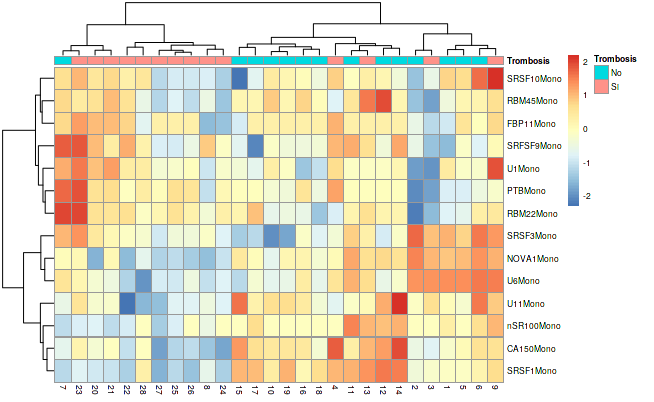 Trombosis
SRSF10Mono
RBM45Mono
FBP11Mono
SRFSF9Mono
U1Mono
PTBMono
RBM22Mono
SRSF3Mono
NOVA1Mono
U6Mono
U11Mono
nSR100Mono
CA150Mono
SRSF1Mono
7 23 20 21 22 28 27 25 26 8 24 15 17 10 19 16 18 4 11 13 12 14 2 3 1 5 6 9
2
1
0
-1
-2
Trombosis
No
SI